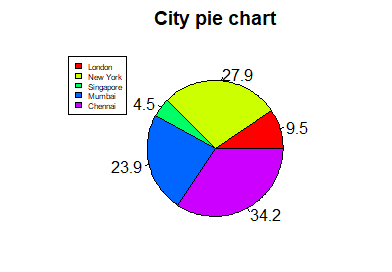 City pie chart
London
New York
Singapore
Mumbai
Chennai
27.9
4.5
9.5
23.9
34.2